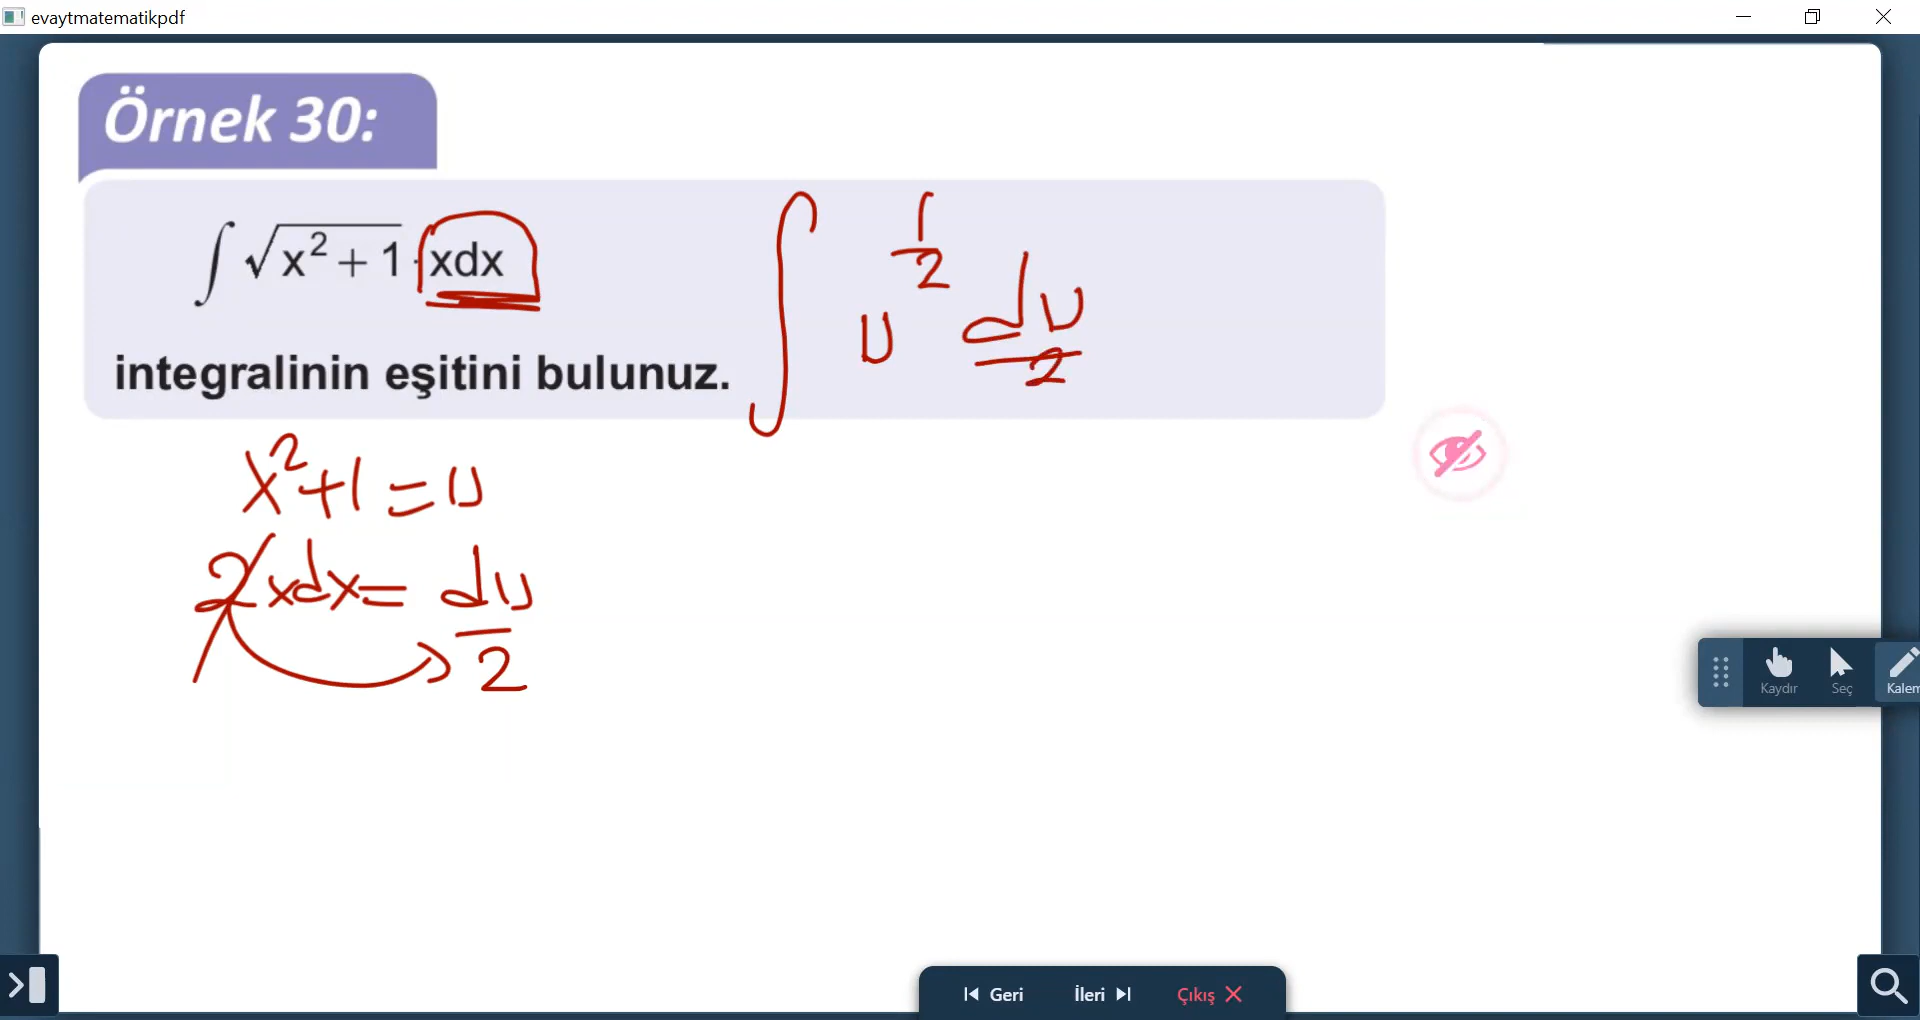 evaytmatematikpdf
Örnek 30:
∫ √x² + 1 · xdx
integralinin eşitini bulunuz.
∫ u^(1/2) du/2
x² + 1 = u
2xdx = du/2
Kaydır
Seç
Kalem
Geri
İleri
Çıkış